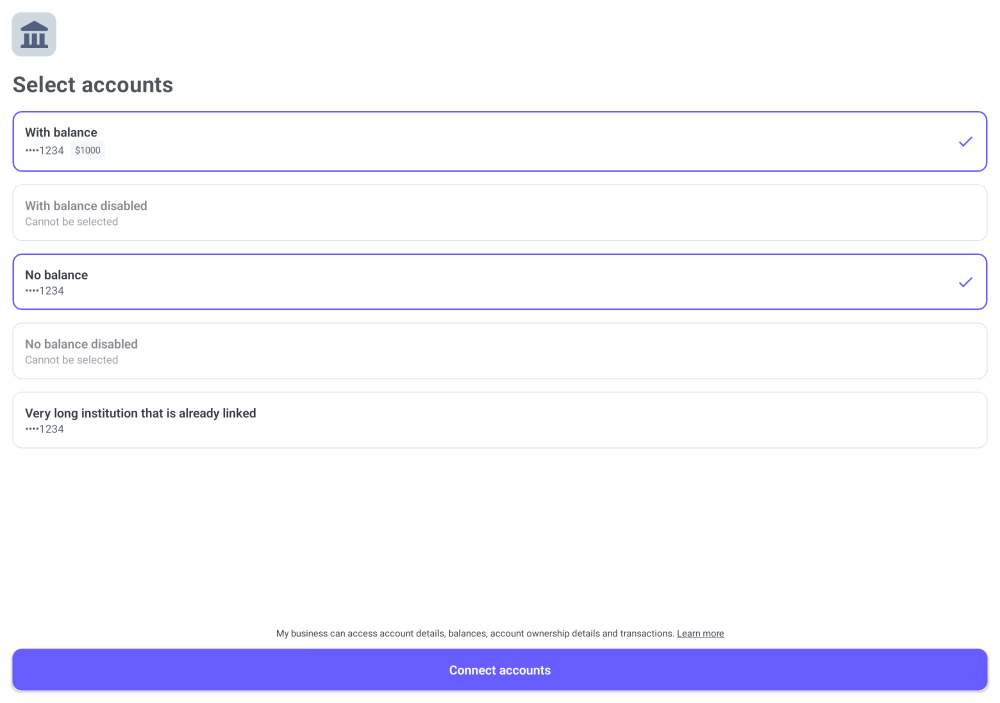 Select accounts
With balance
••••1234 $1000
With balance disabled
Cannot be selected
No balance
••••1234
No balance disabled
Cannot be selected
Very long institution that is already linked
••••1234
My business can access account details, balances, account ownership details and transactions. Learn more
Connect accounts